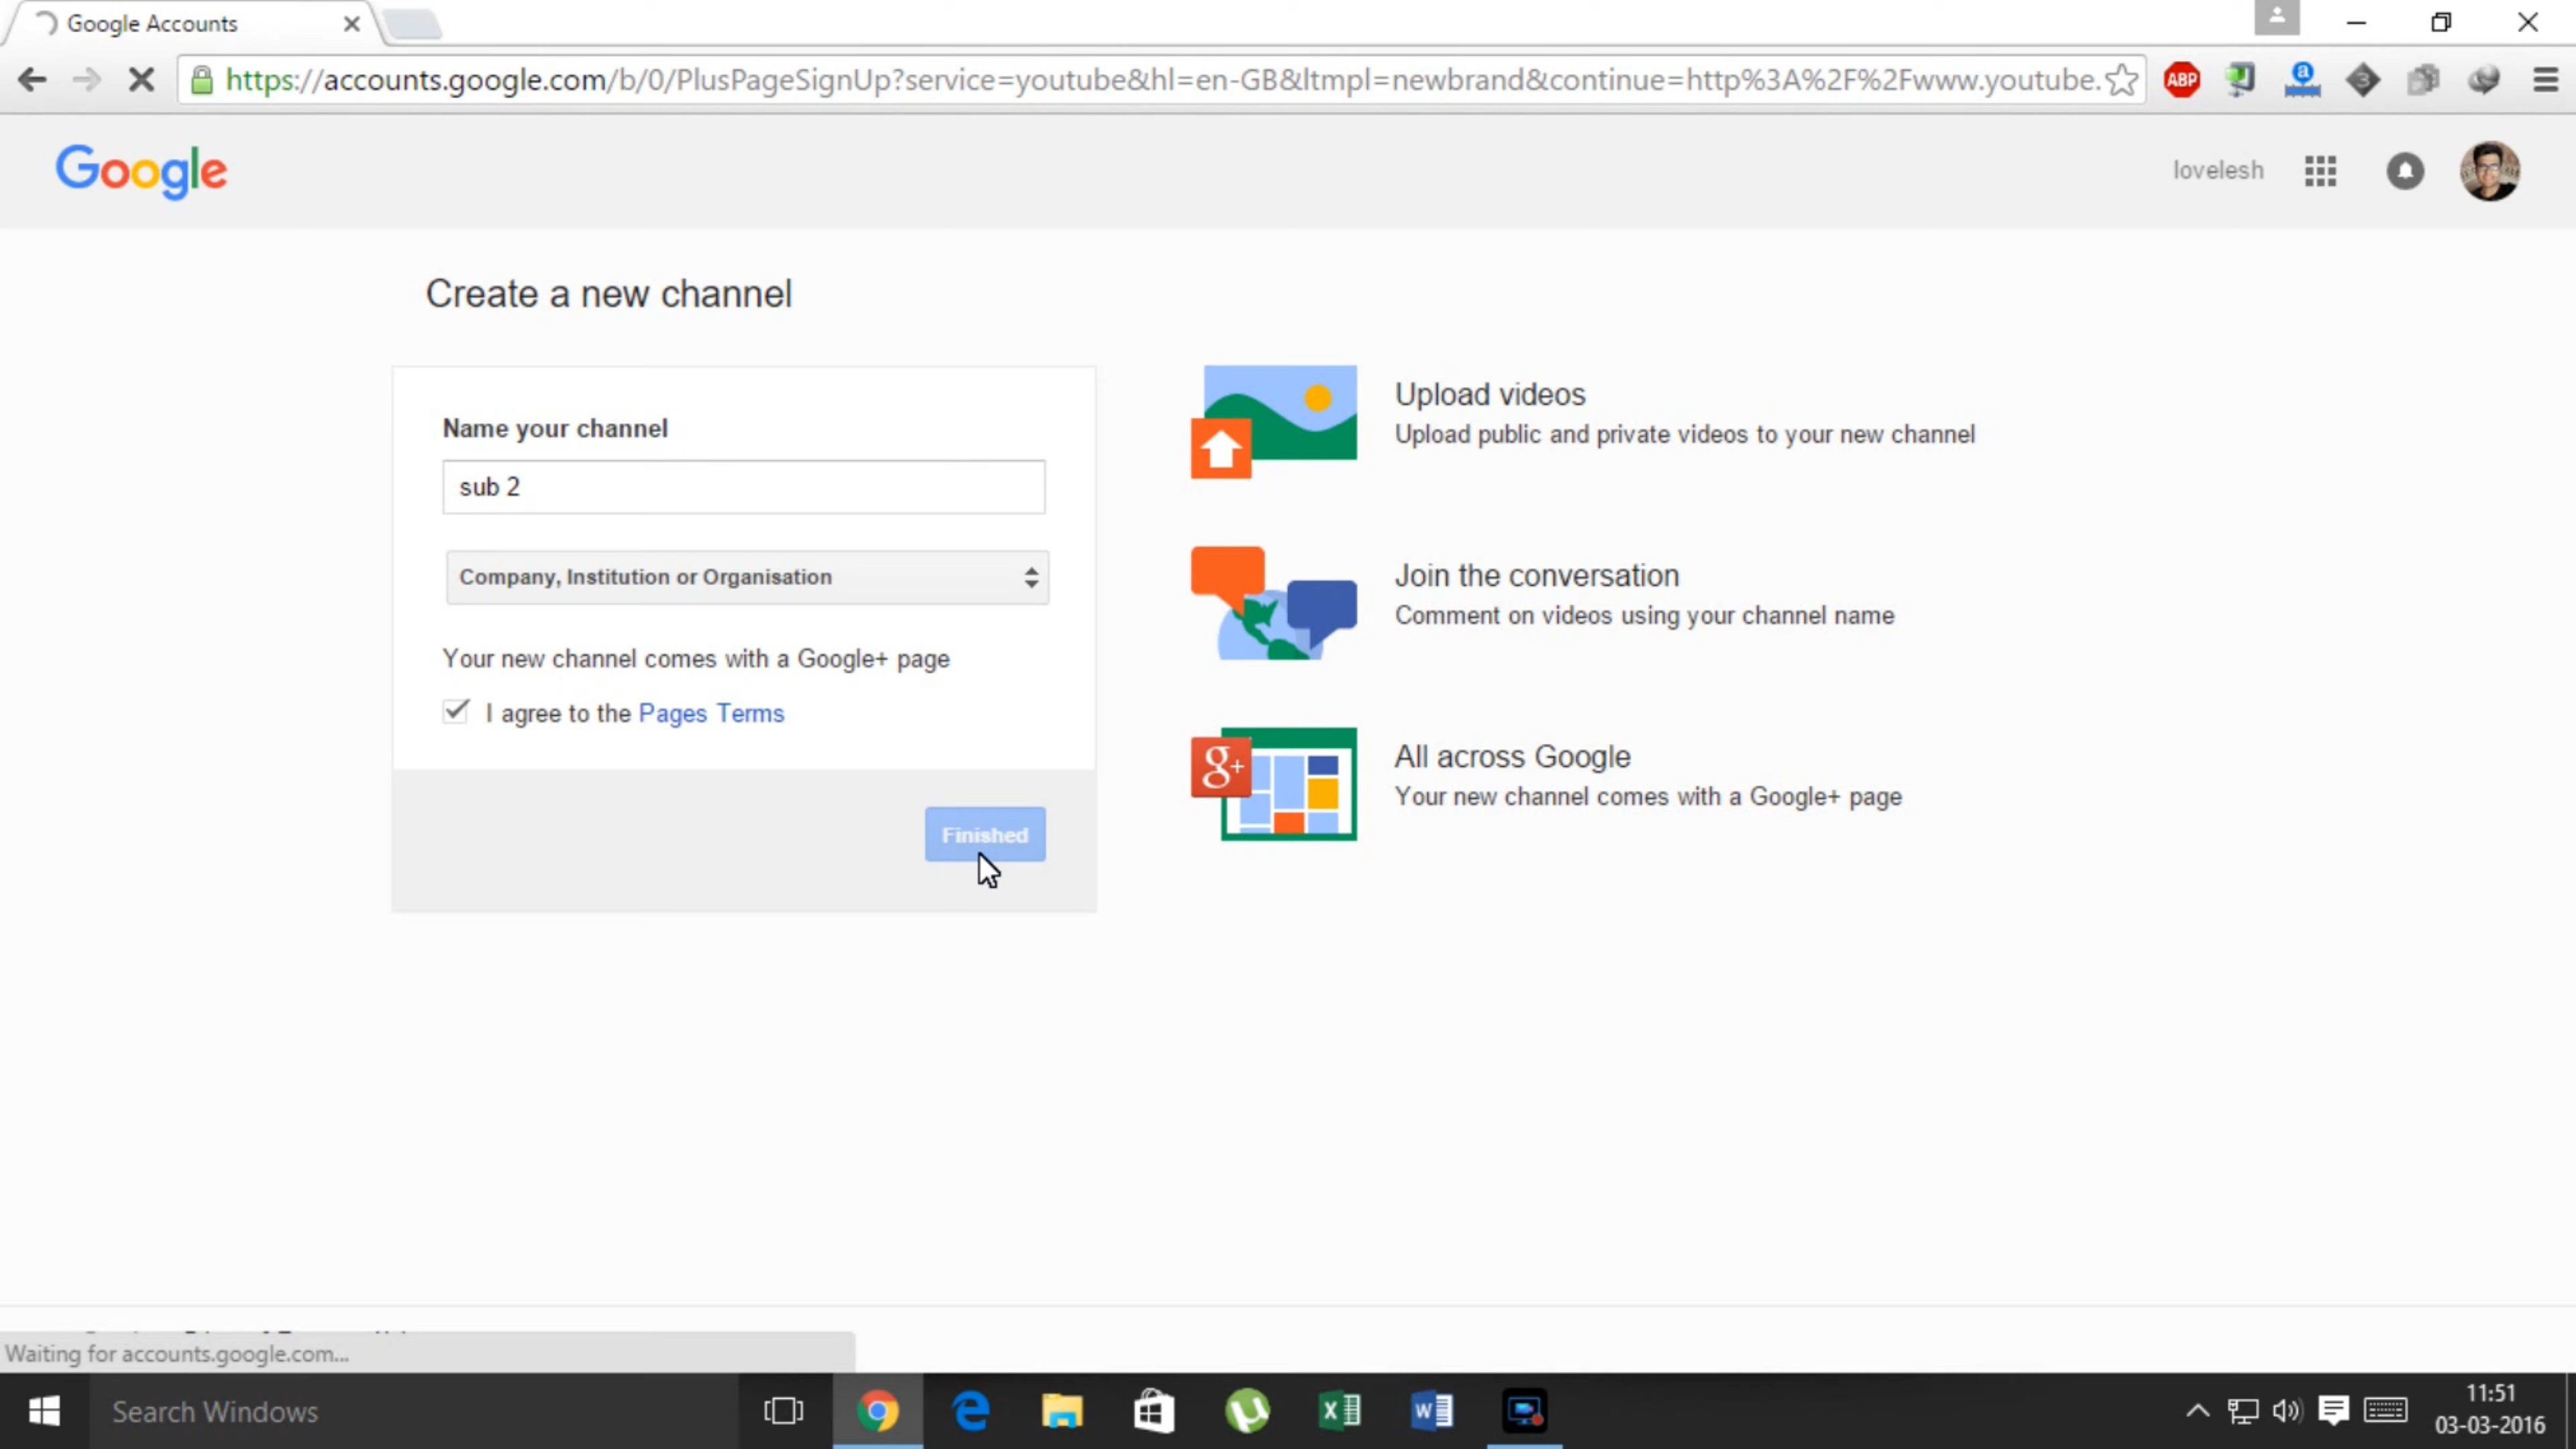 Google Accounts
https://accounts.google.com/b/0/PlusPageSignUp?service=youtube&hl=en-GB&ltmpl=newbrand&continue=http%3A%2F%2Fwww.youtube.
ABP
a
3
Google
lovelesh
Create a new channel
Name your channel
sub 2
Company, Institution or Organisation
Your new channel comes with a Google+ page
I agree to the Pages Terms
Finished
Upload videos
Upload public and private videos to your new channel
Join the conversation
Comment on videos using your channel name
g+
All across Google
Your new channel comes with a Google+ page
Waiting for accounts.google.com...
Search Windows
11:51
03-03-2016